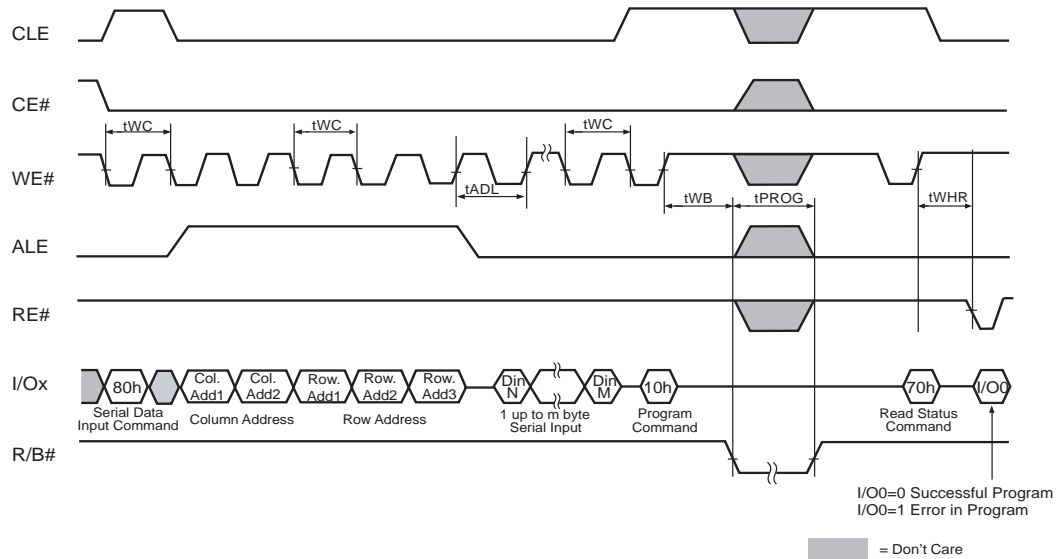 CLE
CE#
tWC
tWC
tWC
WE#
tADL
tWB
tPROG
tWHR
ALE
RE#
I/Ox
80h
Col.
Add1
Col.
Add2
Row.
Add1
Row.
Add2
Row.
Add3
Din
N
Din
M
10h
70h
I/O0
Serial Data
Input Command
Column Address
Row Address
1 up to m byte
Serial Input
Program
Command
Read Status
Command
R/B#
I/O0=0 Successful Program
I/O0=1 Error in Program
= Don't Care